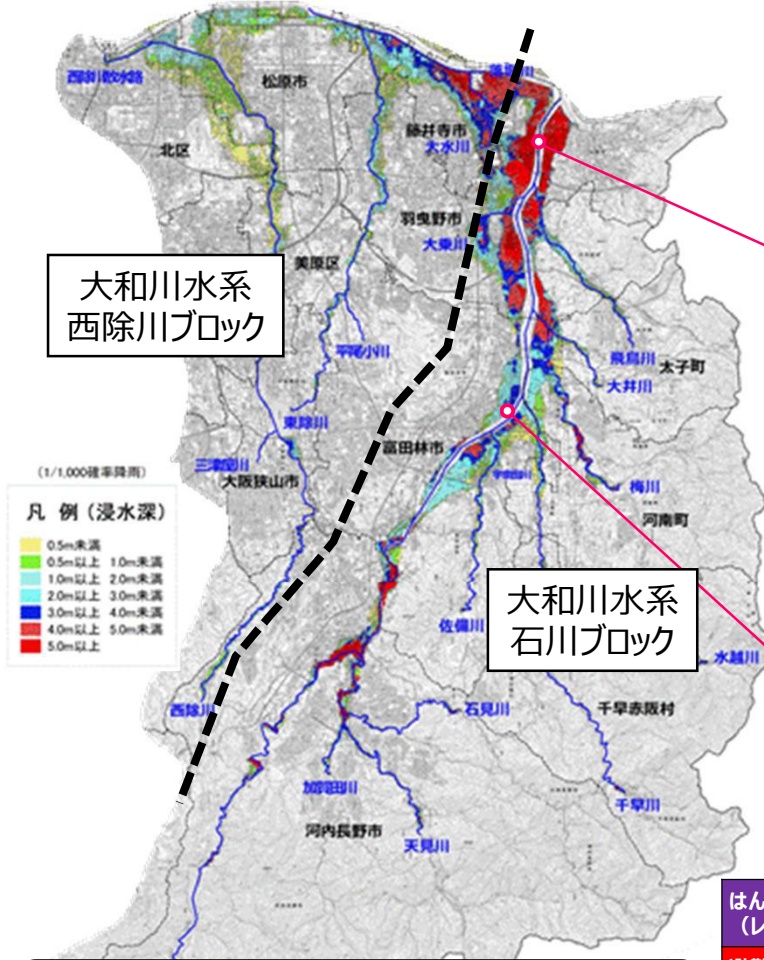 西除川放水路
松原市
落堀川
北区
藤井寺市
大水川
羽曳野市
大乗川
美原区
大和川水系
西除川ブロック
平尾小川
飛鳥川
太子町
大井川
東除川
富田林市
三津屋川
大阪狭山市
梅川
河南町
(1/1,000確率降雨)
凡 例 (浸水深)
0.5m未満
0.5m以上 1.0m未満
1.0m以上 2.0m未満
2.0m以上 3.0m未満
3.0m以上 4.0m未満
4.0m以上 5.0m未満
5.0m以上
大和川水系
石川ブロック
佐備川
水越川
西除川
石見川
千早赤阪村
加賀田川
千早川
河内長野市
天見川
はん
(レ